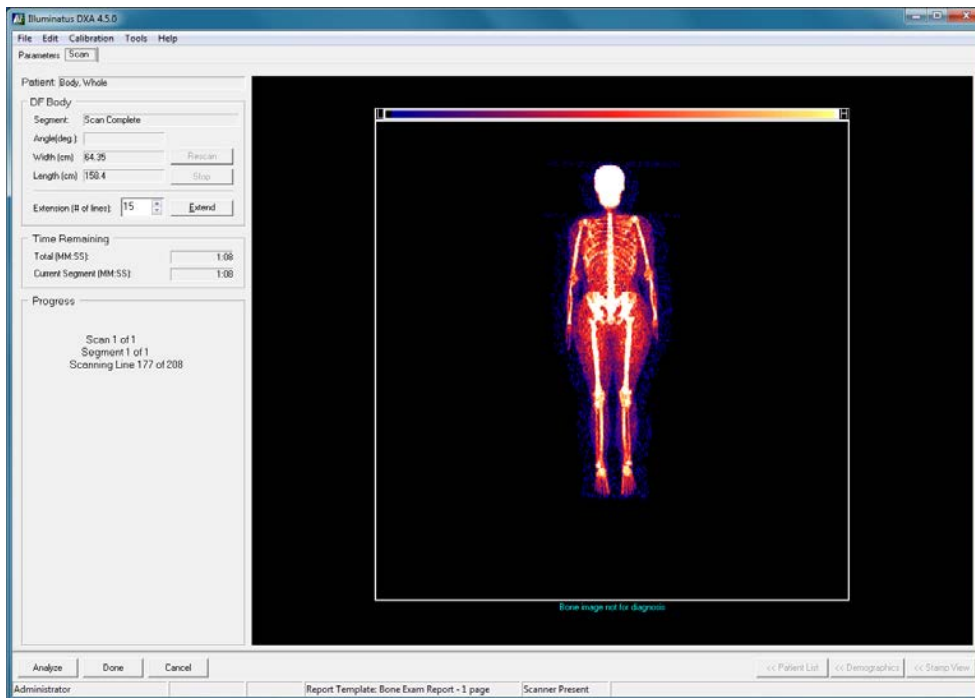 Illuminatus DXA 4.5.0
File Edit Calibration Tools Help
Parameters Scan
Patient: Body, Whole
DF Body
Segment: Scan Complete
Angle(deg.):
Width (cm) 64.35 Rescan
Length (cm) 158.4 Stop
Extension (# of lines): 15 Extend
Time Remaining
Total (MM:SS): 1:08
Current Segment (MM:SS): 1:08
Progress
Scan 1 of 1
Segment 1 of 1
Scanning Line 177 of 208
L H
Bone image not for diagnosis
Analyze Done Cancel << Patient List << Demographics << Stamp View
Administrator Report Template: Bone Exam Report - 1 page Scanner Present